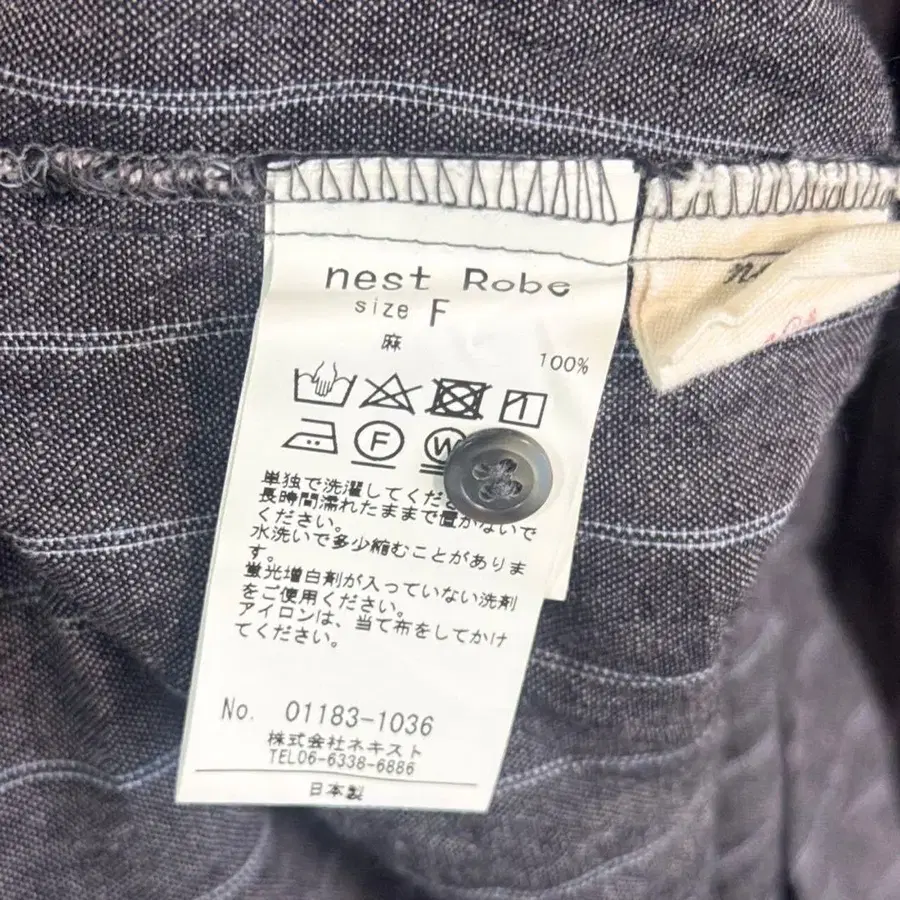 nest Robe
size F
麻
100%
F W
単独で洗濯してくだ
長時間濡れたままで置かないで
ください。
水洗いで多少縮むことがありま
す。
蛍光増白剤が入っていない洗剤
をご使用ください。
アイロンは、当て布をしてかけ
てください。
No. 01183-1036
株式会社ネキスト
TEL06-6338-6886
日本製